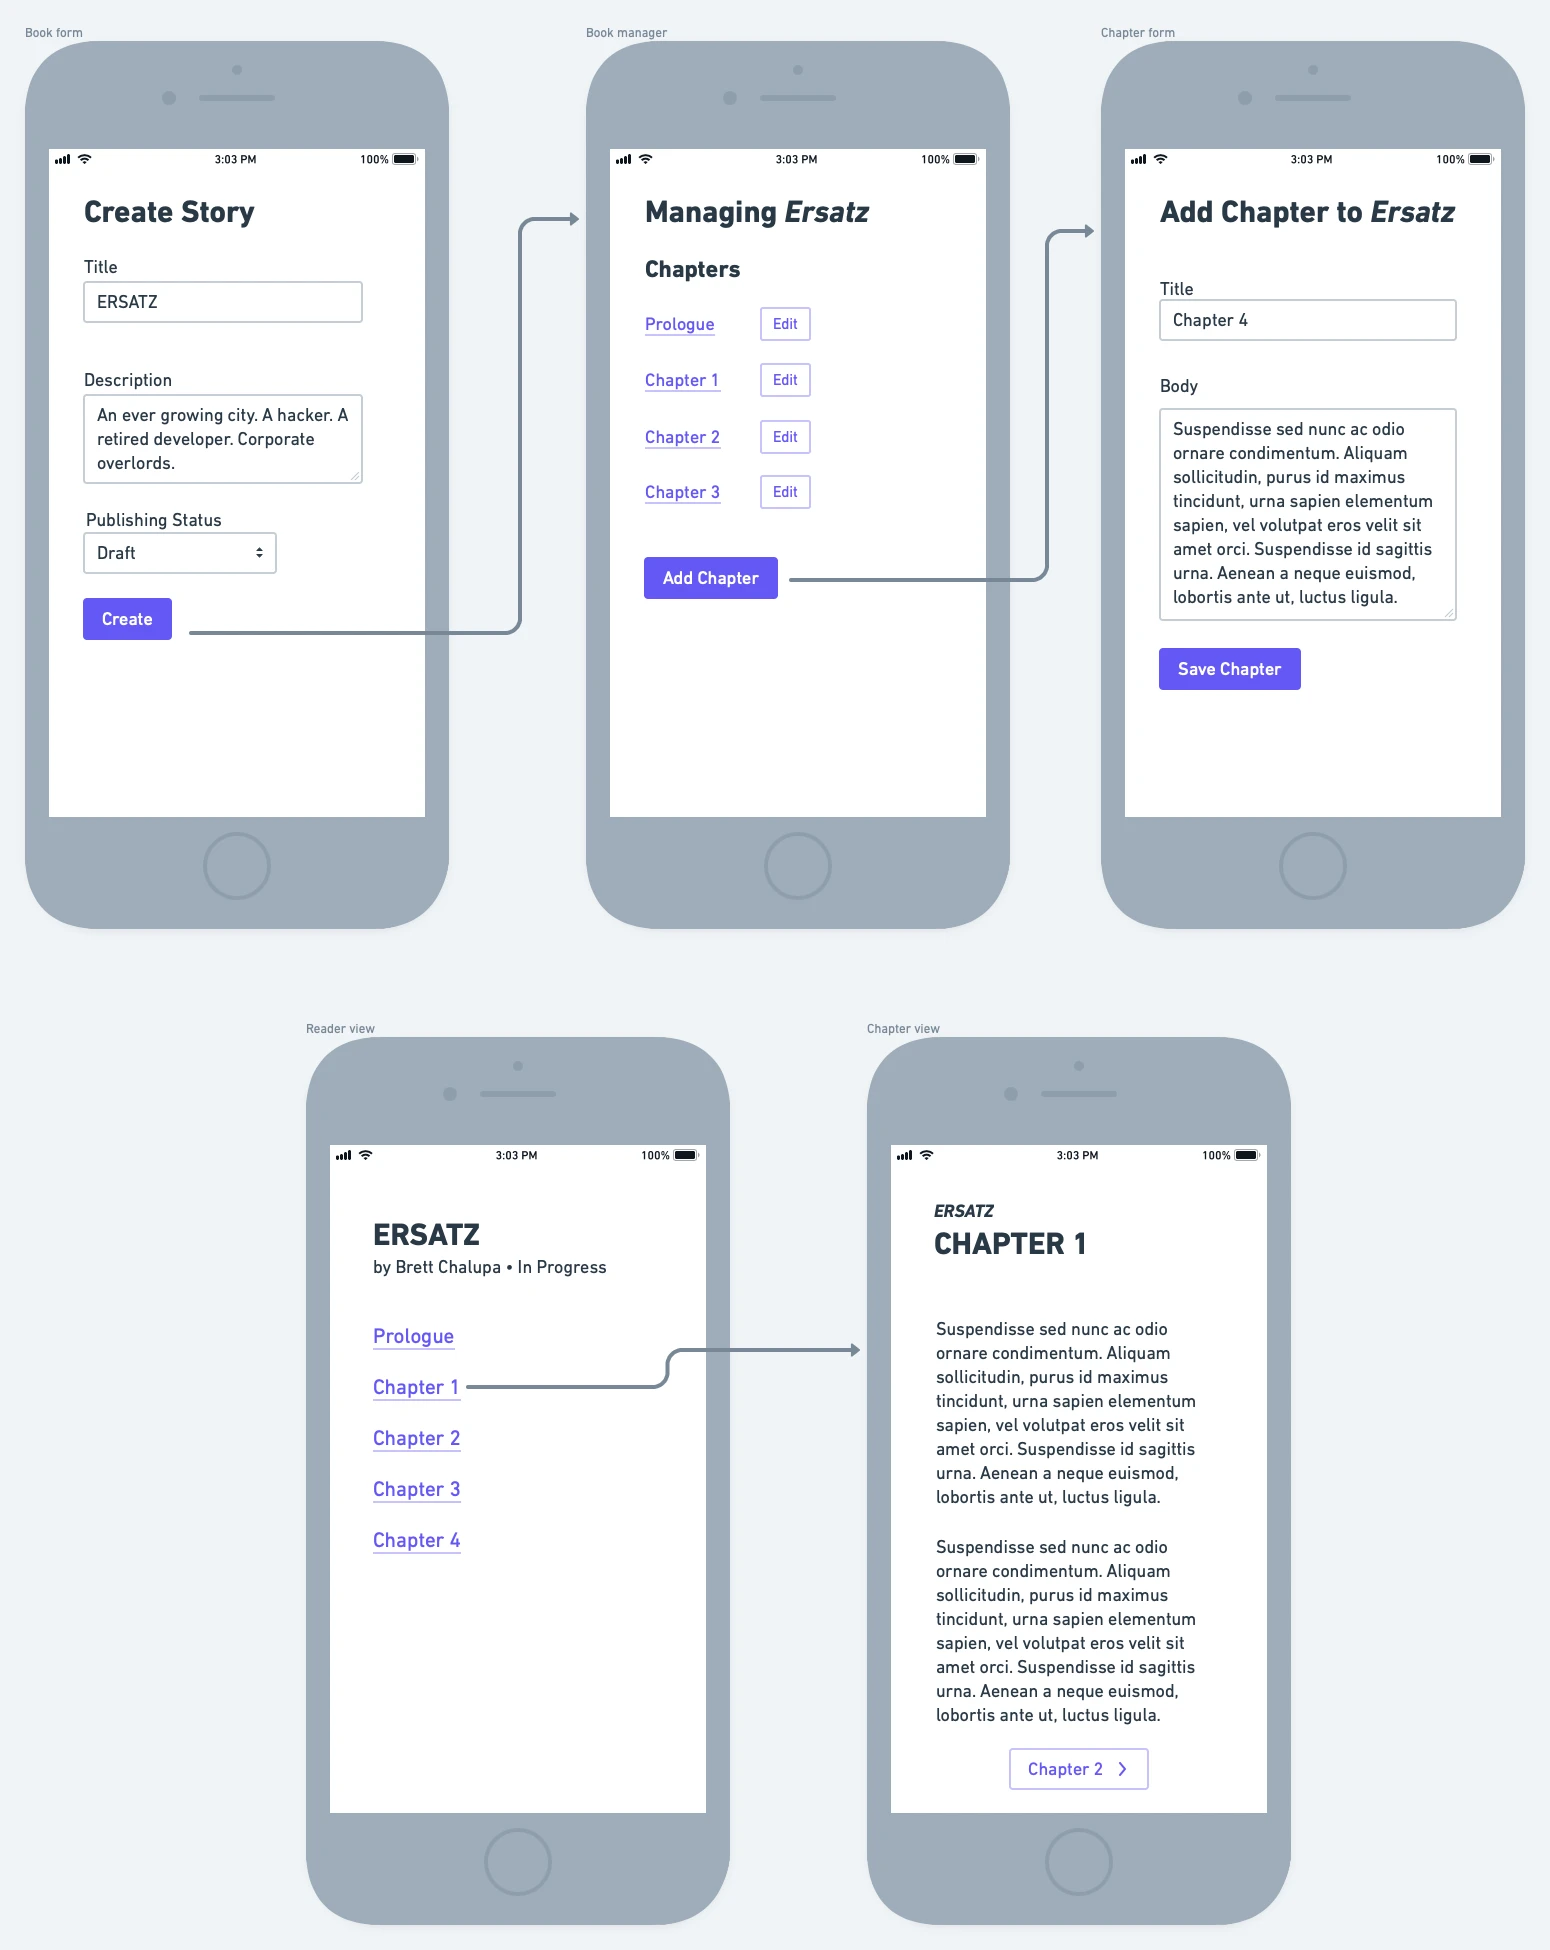 Book form
3:03 PM
100%
Create Story
Title
ERSATZ
Description
An ever growing city. A hacker. A
retired developer. Corporate
overlords.
Publishing Status
Draft
Create
Book manager
3:03 PM
100%
Managing Ersatz
Chapters
Prologue
Edit
Chapter 1
Edit
Chapter 2
Edit
Chapter 3
Edit
Add Chapter
Chapter form
3:03 PM
100%
Add Chapter to Ersatz
Title
Chapter 4
Body
Suspendisse sed nunc ac odio
ornare condimentum. Aliquam
sollicitudin, purus id maximus
tincidunt, urna sapien elementum
sapien, vel volutpat eros velit sit
amet orci. Suspendisse id sagittis
urna. Aenean a neque euismod,
lobortis ante ut, luctus ligula.
Save Chapter
Reader view
3:03 PM
100%
ERSATZ
by Brett Chalupa • In Progress
Prologue
Chapter 1
Chapter 2
Chapter 3
Chapter 4
Chapter view
3:03 PM
100%
ERSATZ
CHAPTER 1
Suspendisse sed nunc ac odio
ornare condimentum. Aliquam
sollicitudin, purus id maximus
tincidunt, urna sapien elementum
sapien, vel volutpat eros velit sit
amet orci. Suspendisse id sagittis
urna. Aenean a neque euismod,
lobortis ante ut, luctus ligula.
Suspendisse sed nunc ac odio
ornare condimentum. Aliquam
sollicitudin, purus id maximus
tincidunt, urna sapien elementum
sapien, vel volutpat eros velit sit
amet orci. Suspendisse id sagittis
urna. Aenean a neque euismod,
lobortis ante ut, luctus ligula.
Chapter 2